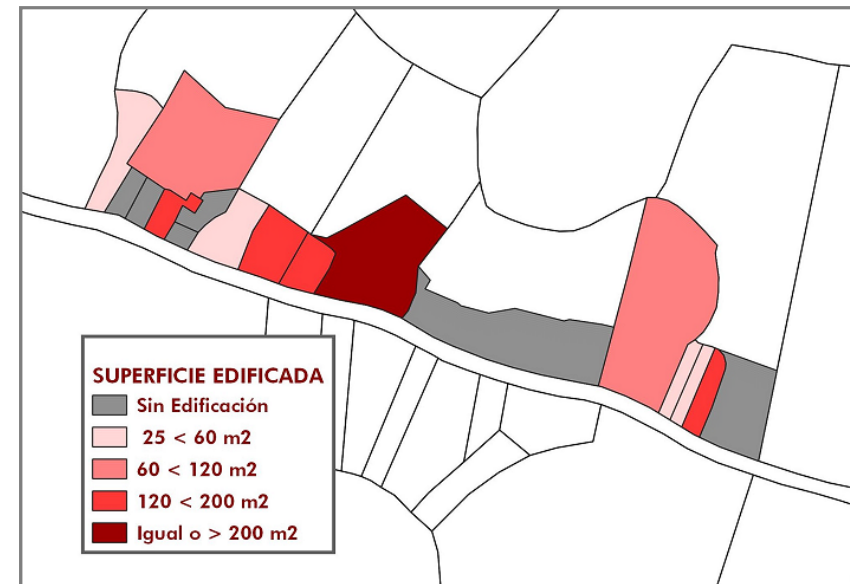 SUPERFICIE EDIFICADA
Sin Edificación
25 < 60 m2
60 < 120 m2
120 < 200 m2
Igual o > 200 m2